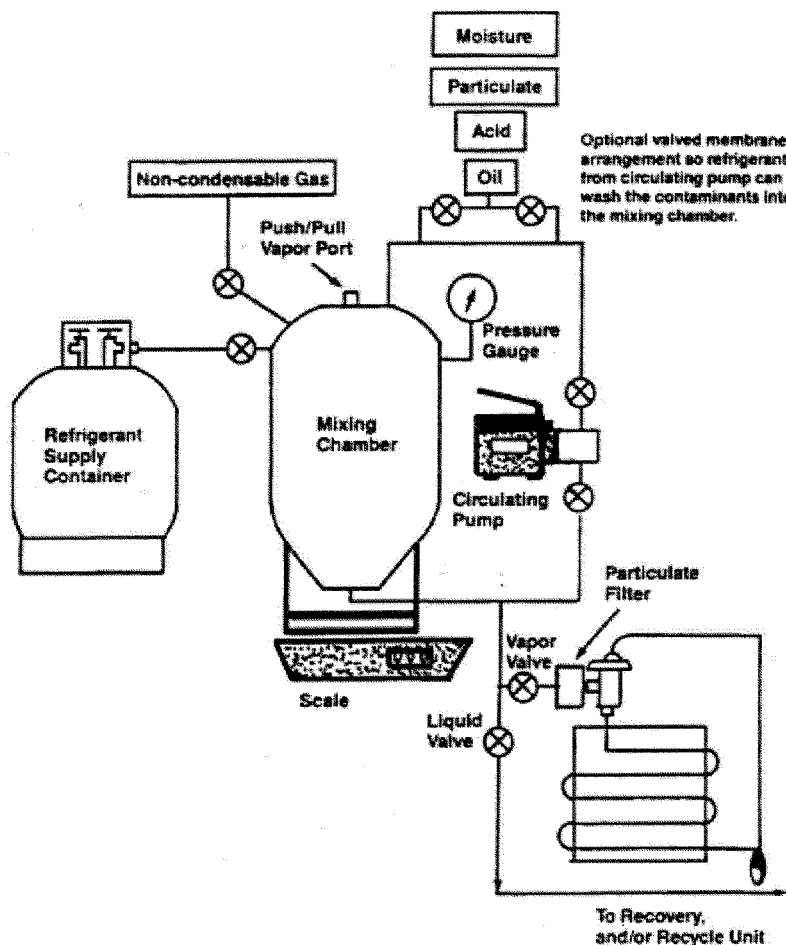 Moisture
Particulate
Acid
Oil
Optional valved membrane
arrangement so refrigerant
from circulating pump can
wash the contaminants into
the mixing chamber.
Non-condensable Gas
Push/Pull
Vapor Port
Pressure
Gauge
Refrigerant
Supply
Container
Mixing
Chamber
Circulating
Pump
Particulate
Filter
Vapor
Valve
Scale
Liquid
Valve
To Recovery,
and/or Recycle Unit